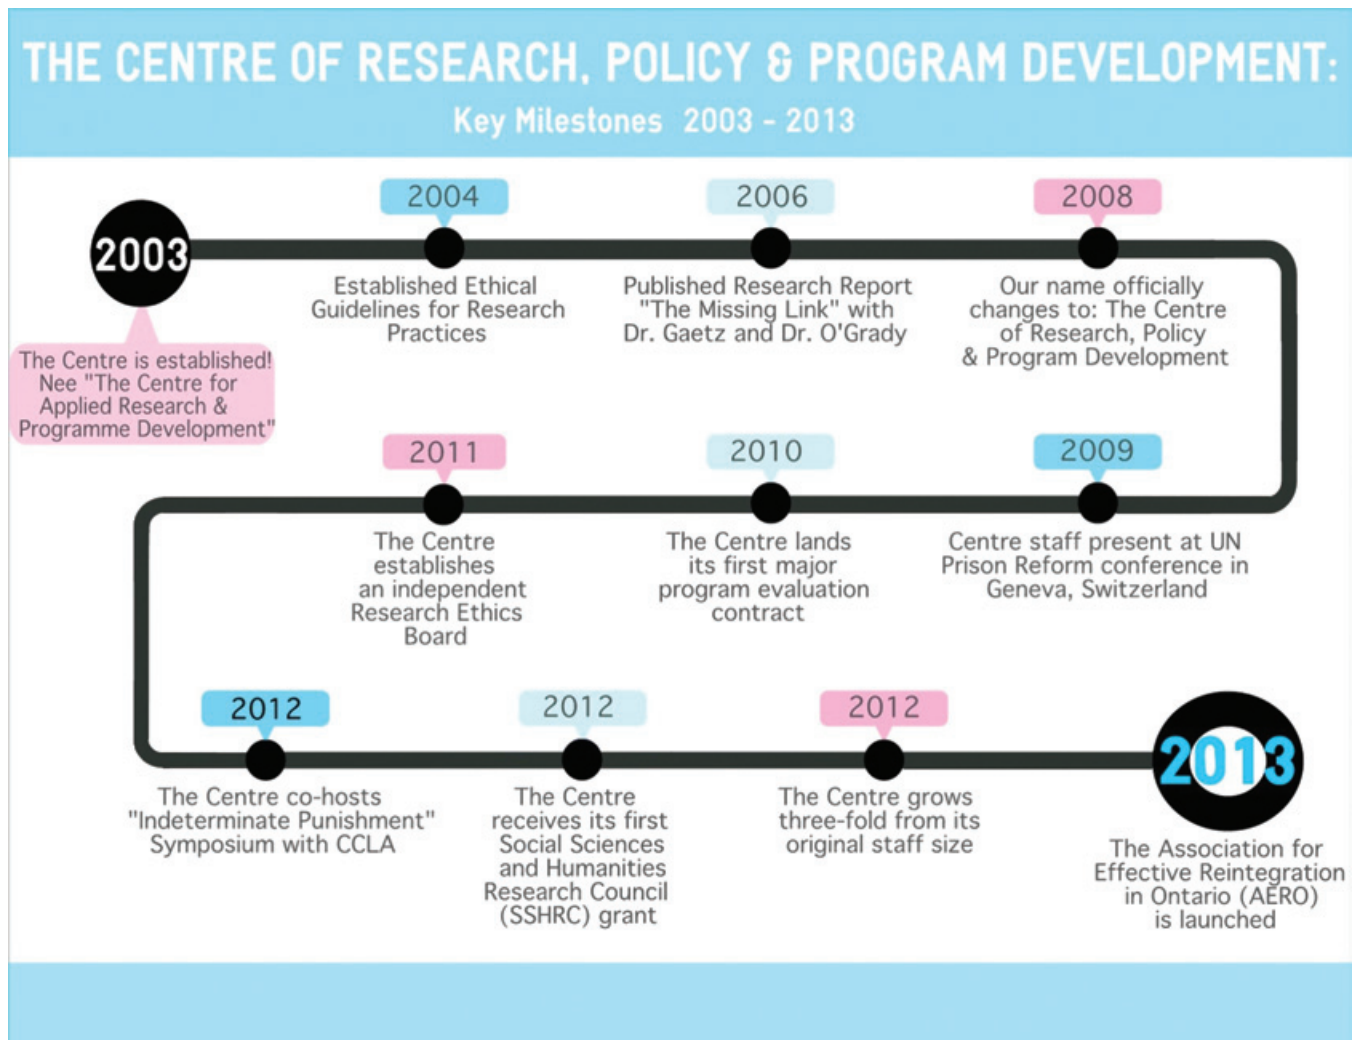 THE CENTRE OF RESEARCH, POLICY & PROGRAM DEVELOPMENT:
Key Milestones 2003 - 2013
2003
The Centre is established!
Nee "The Centre for
Applied Research &
Programme Development"
2004
Established Ethical
Guidelines for Research
Practices
2006
Published Research Report
"The Missing Link" with
Dr. Gaetz and Dr. O'Grady
2008
Our name officially
changes to: The Centre
of Research, Policy
& Program Development
2009
Centre staff present at UN
Prison Reform conference in
Geneva, Switzerland
2010
The Centre lands
its first major
program evaluation
contract
2011
The Centre
establishes
an independent
Research Ethics
Board
2012
The Centre co-hosts
"Indeterminate Punishment"
Symposium with CCLA
2012
The Centre
receives its first
Social Sciences
and Humanities
Research Council
(SSHRC) grant
2012
The Centre grows
three-fold from its
original staff size
2013
The Association for
Effective Reintegration
in Ontario (AERO)
is launched